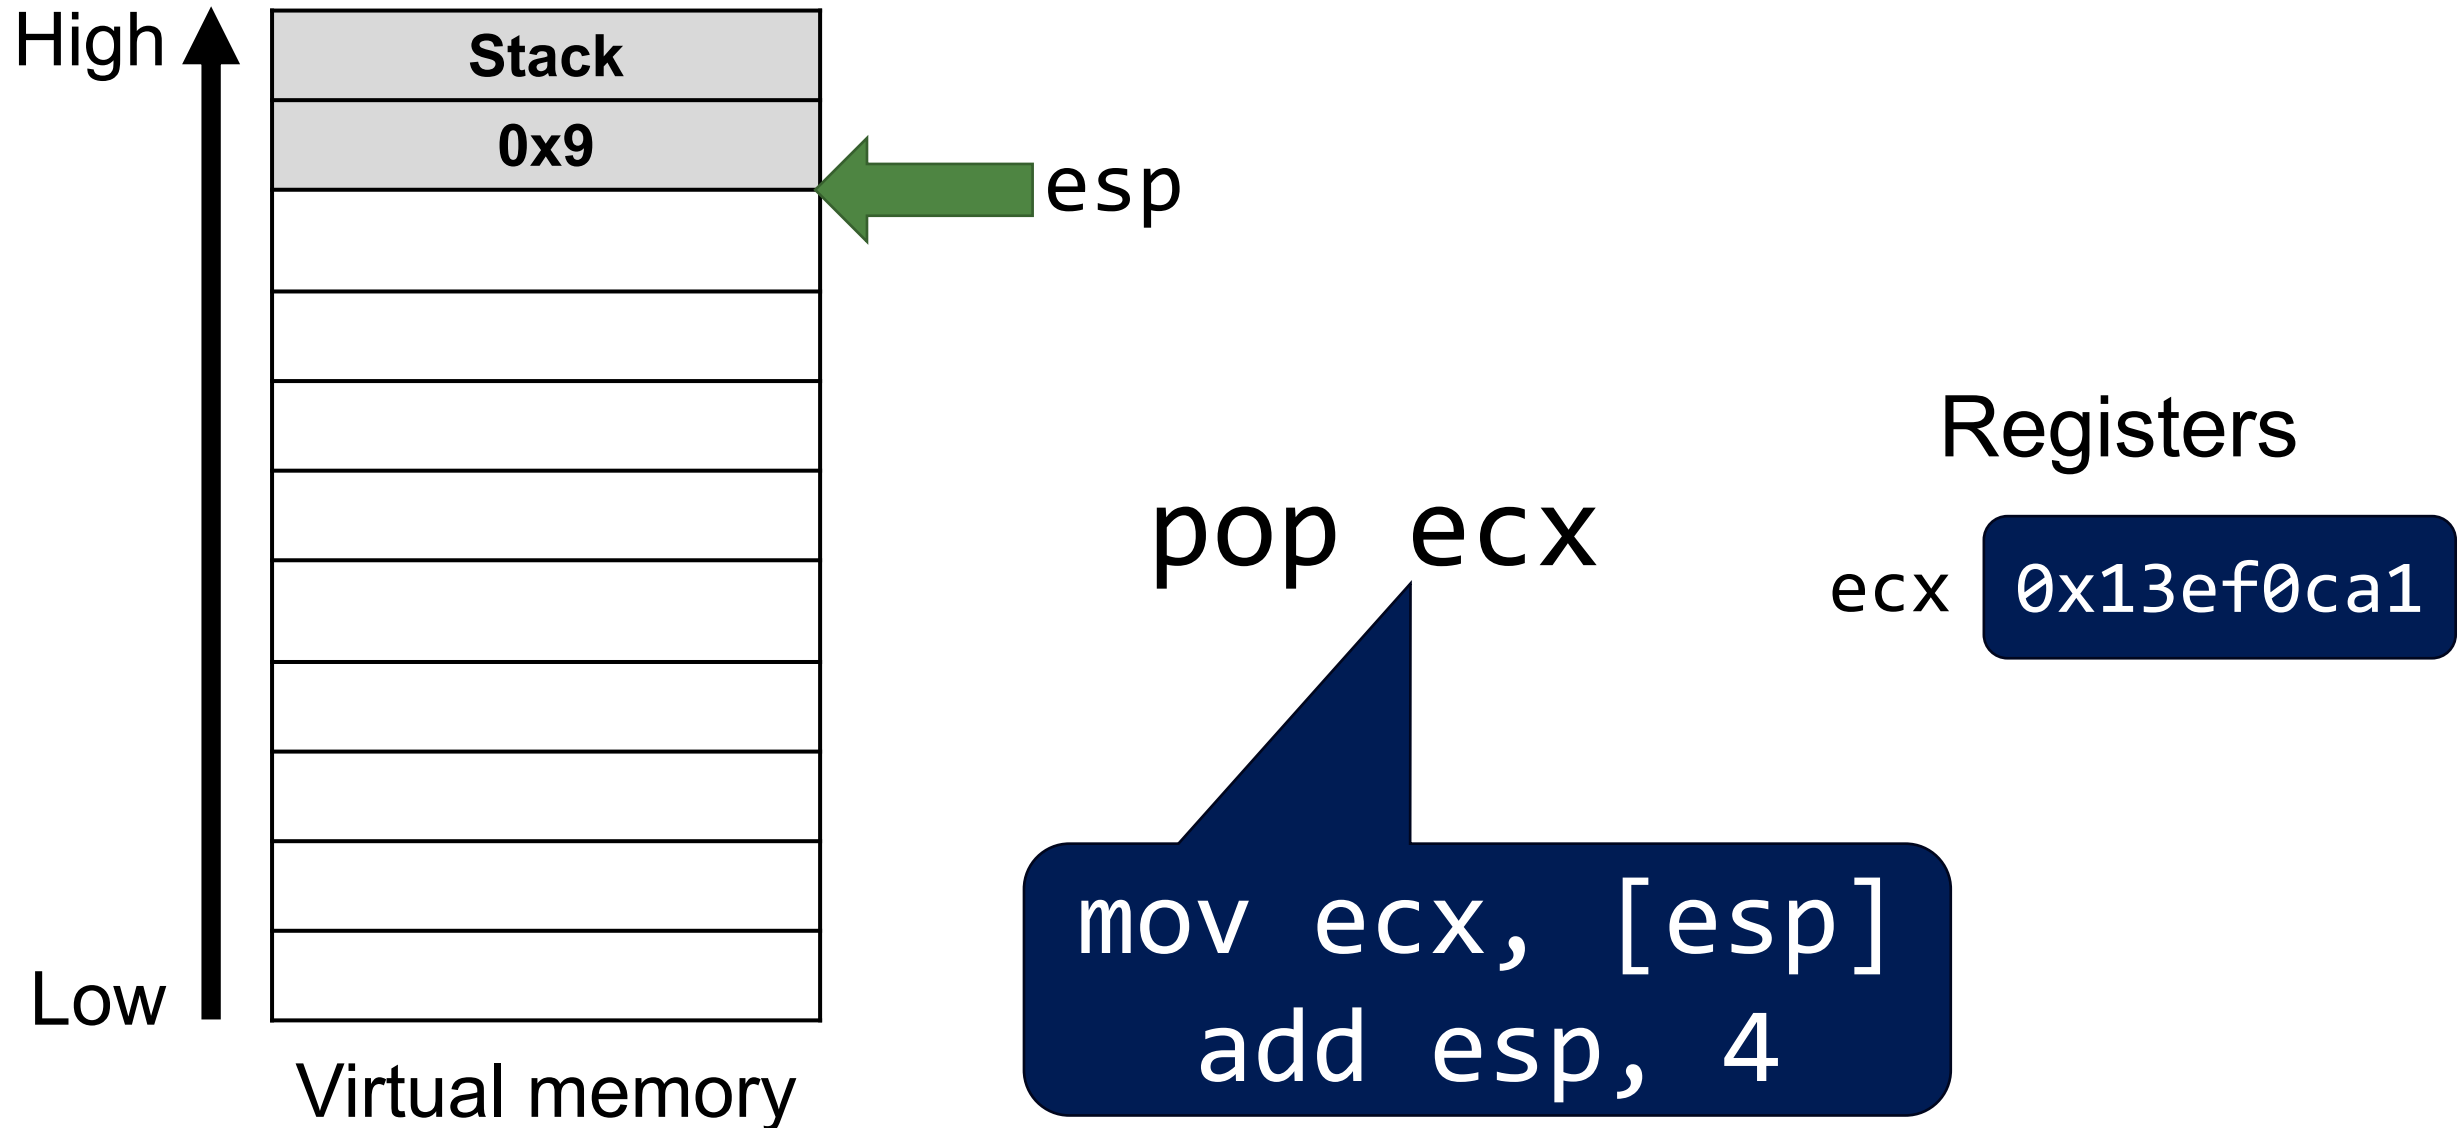 High
Stack
0x9
esp
Registers
pop ecx
ecx
0x13ef0ca1
mov ecx, [esp]
add esp, 4
Low
Virtual memory